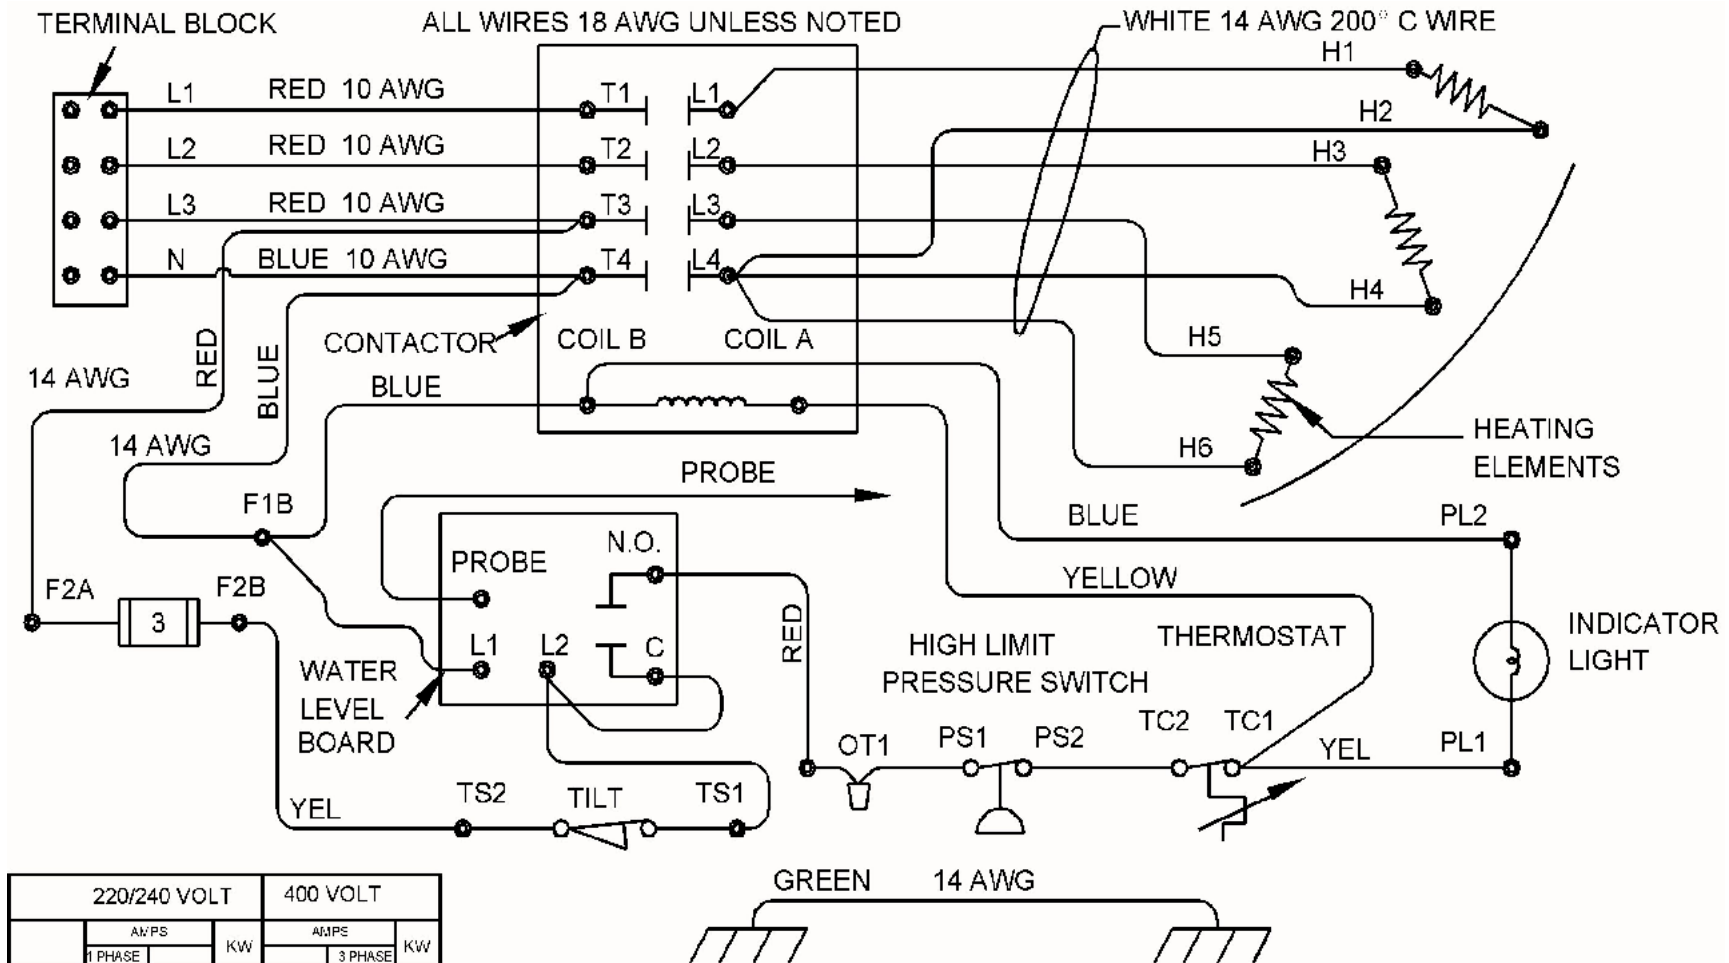 TERMINAL BLOCK
ALL WIRES 18 AWG UNLESS NOTED
WHITE 14 AWG 200° C WIRE
H1
L1
RED 10 AWG
T1
L1
H2
L2
RED 10 AWG
T2
L2
H3
L3
RED 10 AWG
T3
L3
N
BLUE 10 AWG
T4
L4
H4
CONTACTOR
COIL B
COIL A
H5
RED
BLUE
14 AWG
BLUE
14 AWG
H6
HEATING
ELEMENTS
PROBE
F1B
BLUE
PL2
N.O.
PROBE
F2A
F2B
YELLOW
3
RED
L1
L2
C
HIGH LIMIT
PRESSURE SWITCH
THERMOSTAT
INDICATOR
LIGHT
WATER
LEVEL
BOARD
OT1
PS1
PS2
TC2
TC1
YEL
PL1
YEL
TS2
TILT
TS1
GREEN 14 AWG
220/240 VOLT
400 VOLT
AMPS
KW
AMPS
KW
1 PHASE
3 PHASE